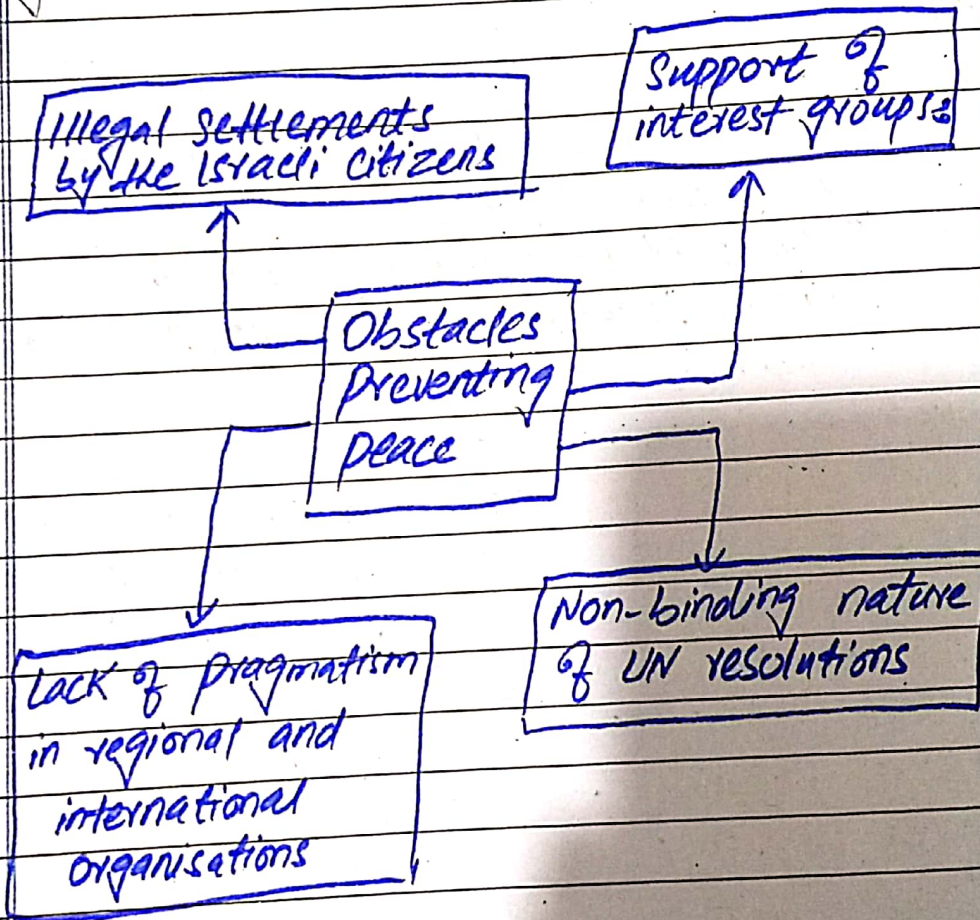 Illegal settlements
by the Israeli citizens
Support of
interest groups:
Obstacles
preventing
peace
Lack of pragmatism
in regional and
international
organisations
Non-binding nature
of UN resolutions